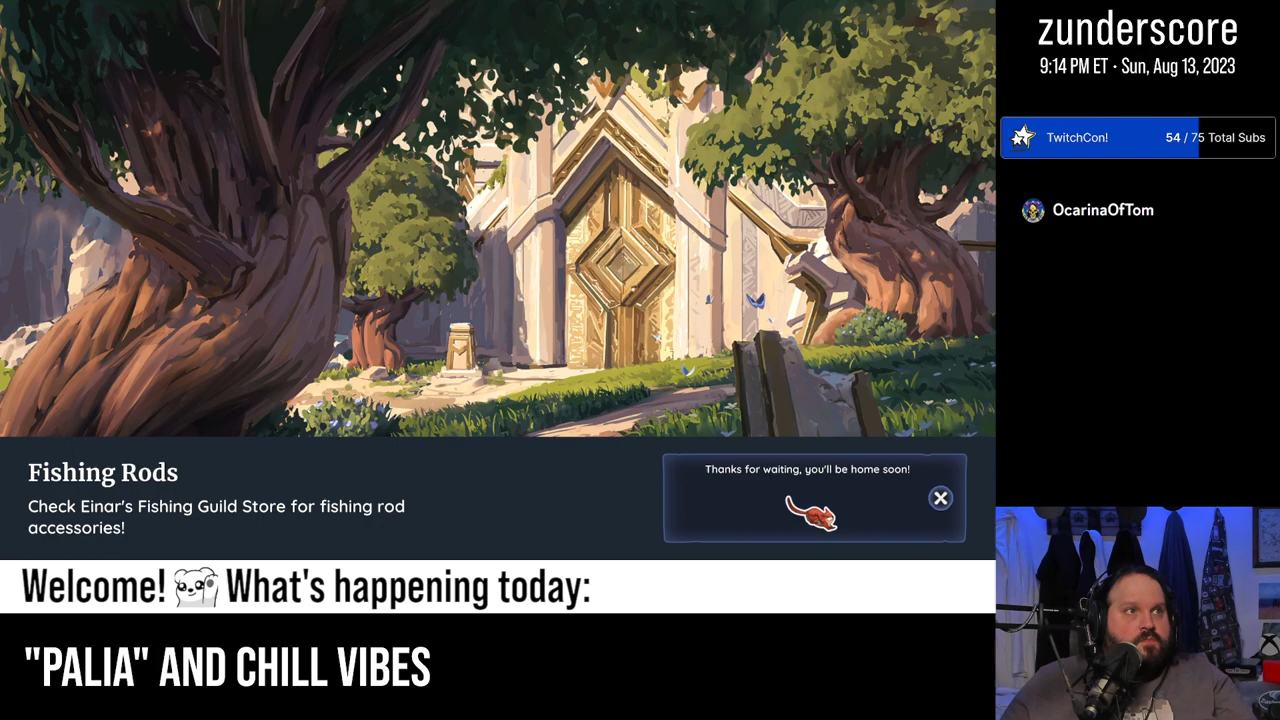 zunderscore
9:14 PM ET · Sun, Aug 13, 2023
TwitchCon! 54 / 75 Total Subs
OcarinaOfTom
Fishing Rods
Check Einar's Fishing Guild Store for fishing rod
accessories!
Thanks for waiting, you'll be home soon!
Welcome! What's happening today:
"PALIA" AND CHILL VIBES